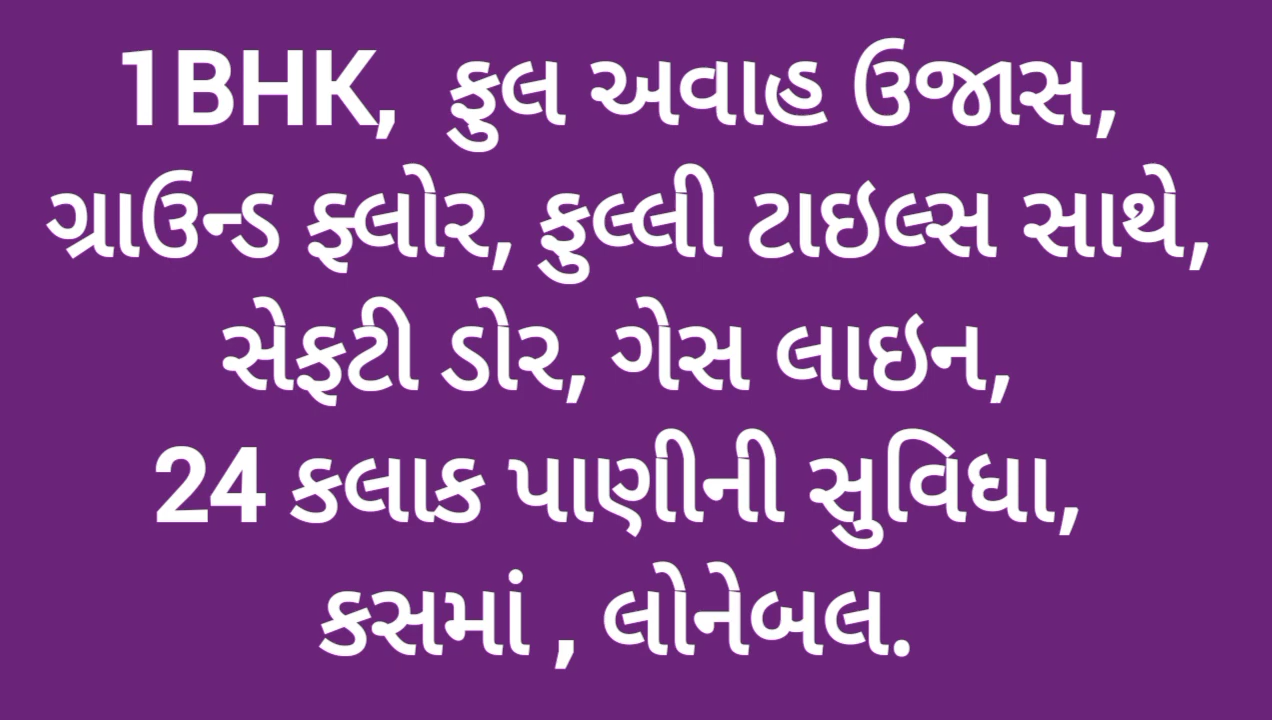 1BHK, ફુલ અવાહ ઉજાસ,
ગ્રાઉન્ડ ફ્લોર, ફુલ્લી ટાઇલ્સ સાથે,
સેફટી ડોર, ગેસ લાઇન,
24 કલાક પાણીની સુવિધા,
કસમાં , લોનેબલ.